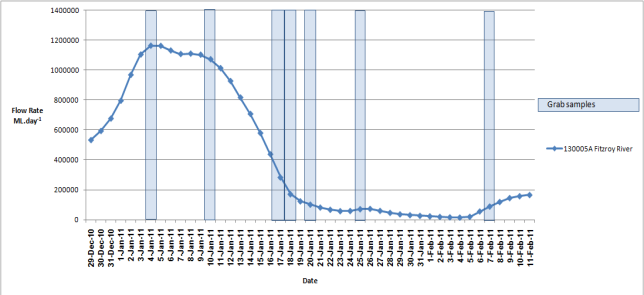 1400000
1200000
1000000
800000
600000
400000
200000
0
Flow Rate
ML.day-1
29-Dec-10
30-Dec-10
31-Dec-10
1-Jan-11
2-Jan-11
3-Jan-11
4-Jan-11
5-Jan-11
6-Jan-11
7-Jan-11
8-Jan-11
9-Jan-11
10-Jan-11
11-Jan-11
12-Jan-11
13-Jan-11
14-Jan-11
15-Jan-11
16-Jan-11
17-Jan-11
18-Jan-11
19-Jan-11
20-Jan-11
21-Jan-11
22-Jan-11
23-Jan-11
24-Jan-11
25-Jan-11
26-Jan-11
27-Jan-11
28-Jan-11
29-Jan-11
30-Jan-11
31-Jan-11
1-Feb-11
2-Feb-11
3-Feb-11
4-Feb-11
5-Feb-11
6-Feb-11
7-Feb-11
8-Feb-11
9-Feb-11
10-Feb-11
11-Feb-11
Date
Grab samples
130005A Fitzroy River